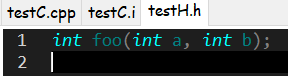 testC.cpp testC.i testH.h
1 int foo(int a, int b);
2